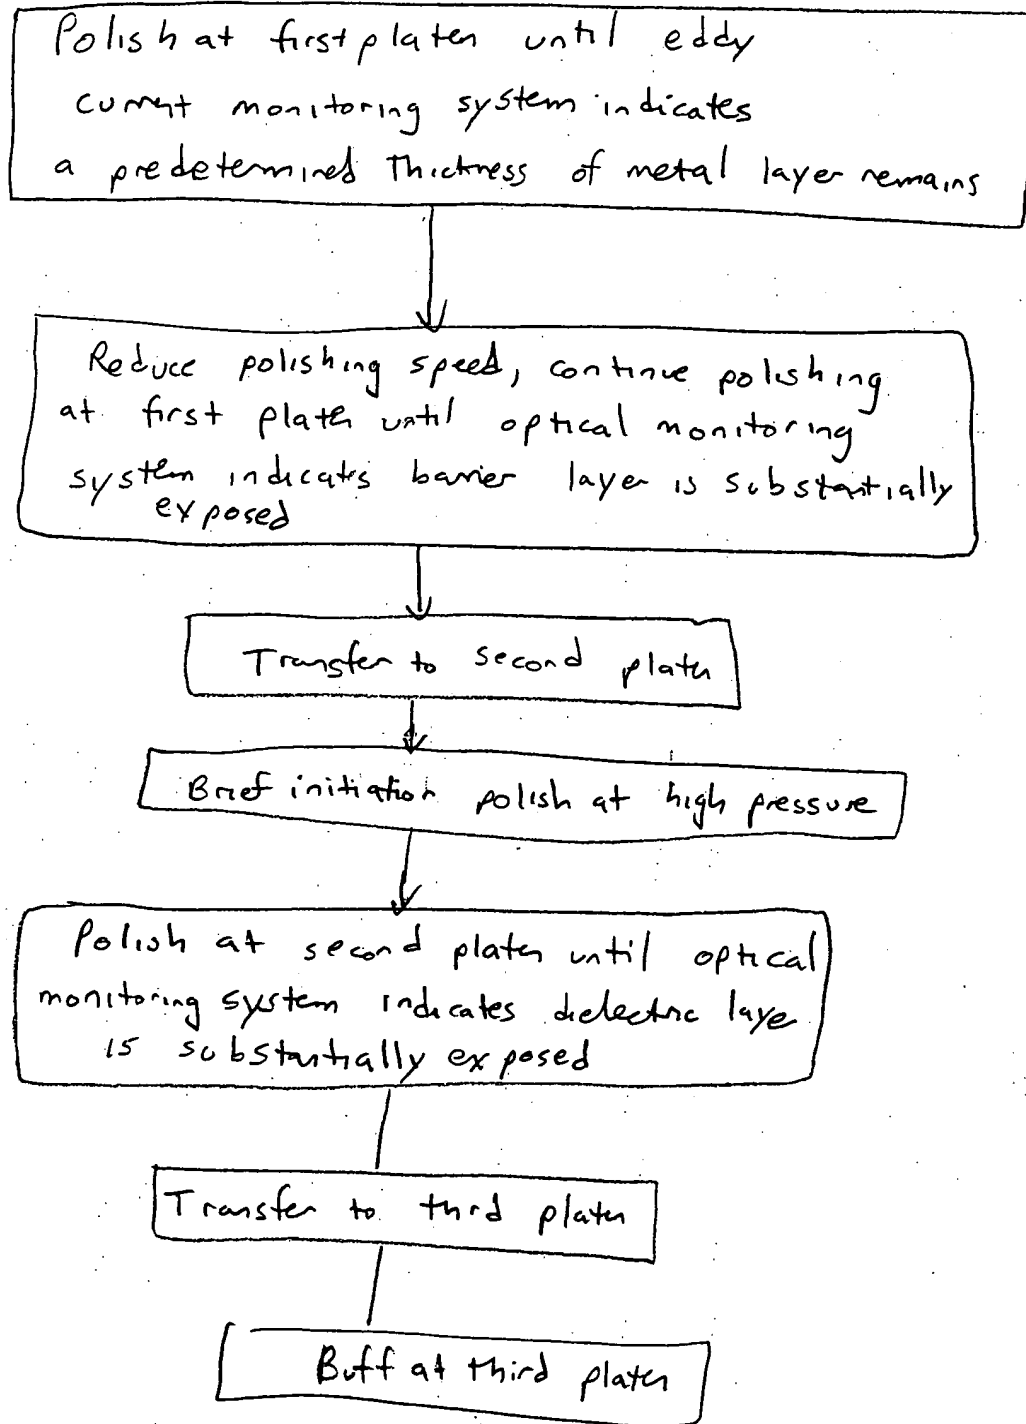 Polish at first platen until eddy
current monitoring system indicates
a predetermined thickness of metal layer remains
Reduce polishing speed, continue polishing
at first platen until optical monitoring
system indicates barrier layer is substantially
exposed
Transfer to second platen
Brief initiation polish at high pressure
Polish at second platen until optical
monitoring system indicates dielectric layer
is substantially exposed
Transfer to third platen
Buff at third platen